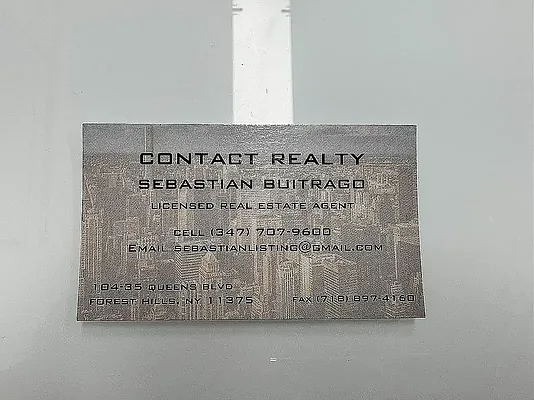 CONTACT REALTY
SEBASTIAN BUITRAGO
LICENSED REAL ESTATE AGENT
CELL (347) 707-9600
EMAIL SEBASTIANLISTING@GMAIL.COM
104-35 QUEENS BLVD
FOREST HILLS, NY 11375
FAX (718) 897-4160